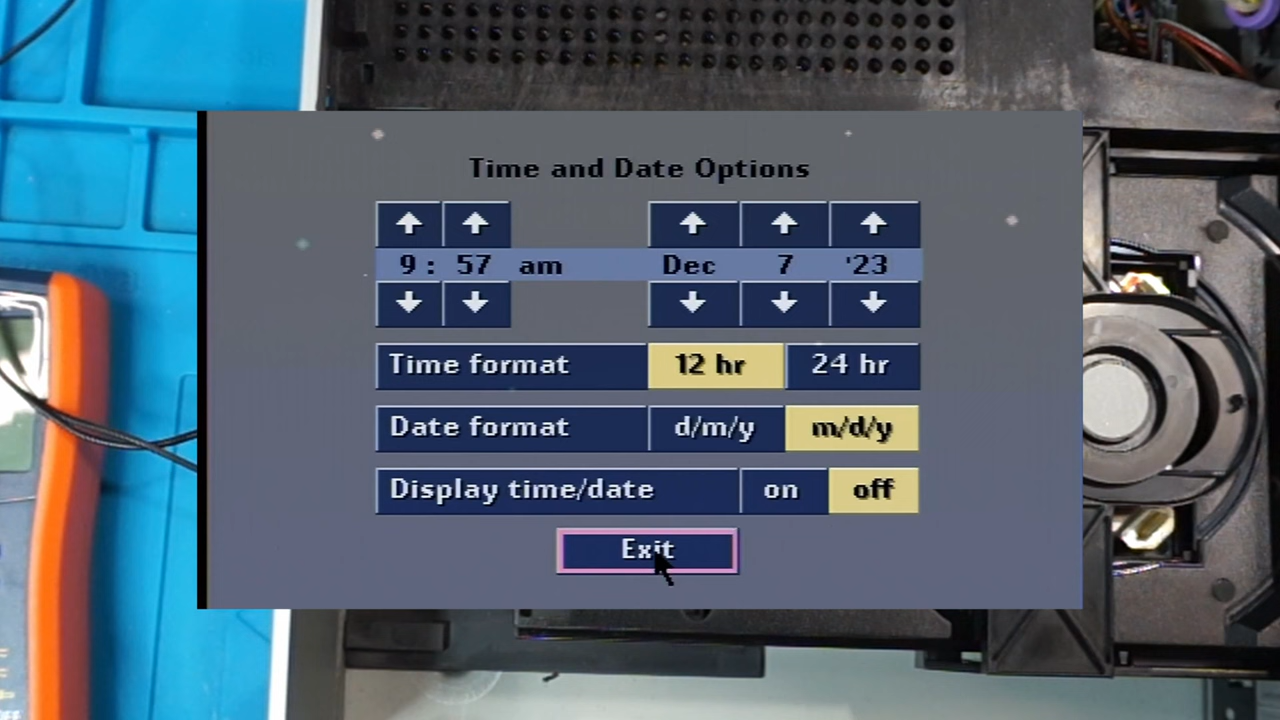 Time and Date Options
9 : 57 am Dec 7 '23
Time format 12 hr 24 hr
Date format d/m/y m/d/y
Display time/date on off
Exit